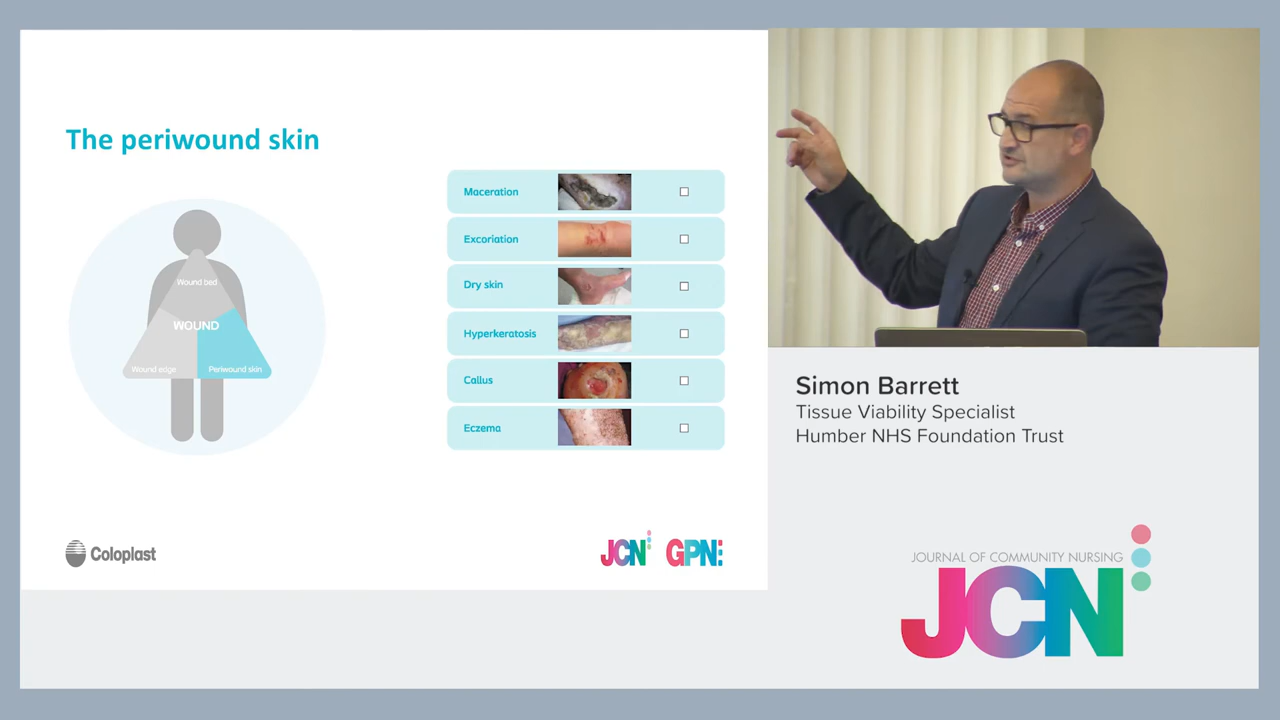 The periwound skin
Wound bed
WOUND
Wound edge
Periwound skin
Maceration
Excoriation
Dry skin
Hyperkeratosis
Callus
Eczema
Coloplast
JCN
GPN
Simon Barrett
Tissue Viability Specialist
Humber NHS Foundation Trust
JOURNAL OF COMMUNITY NURSING
JCN